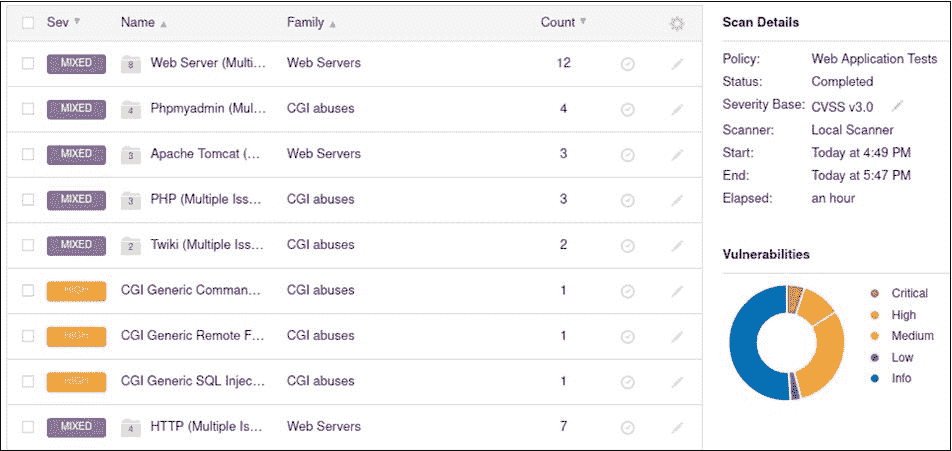 Sev Name Family Count
MIXED 8 Web Server (Multi... Web Servers 12
MIXED 4 Phpmyadmin (Mul... CGI abuses 4
MIXED 3 Apache Tomcat (... Web Servers 3
MIXED 3 PHP (Multiple Iss... CGI abuses 3
MIXED 2 Twiki (Multiple Iss... CGI abuses 2
HIGH CGI Generic Comman... CGI abuses 1
HIGH CGI Generic Remote F... CGI abuses 1
HIGH CGI Generic SQL Injec... CGI abuses 1
MIXED 4 HTTP (Multiple Is... Web Servers 7
Scan Details
Policy: Web Application Tests
Status: Completed
Severity Base: CVSS v3.0
Scanner: Local Scanner
Start: Today at 4:49 PM
End: Today at 5:47 PM
Elapsed: an hour
Vulnerabilities
Critical
High
Medium
Low
Info